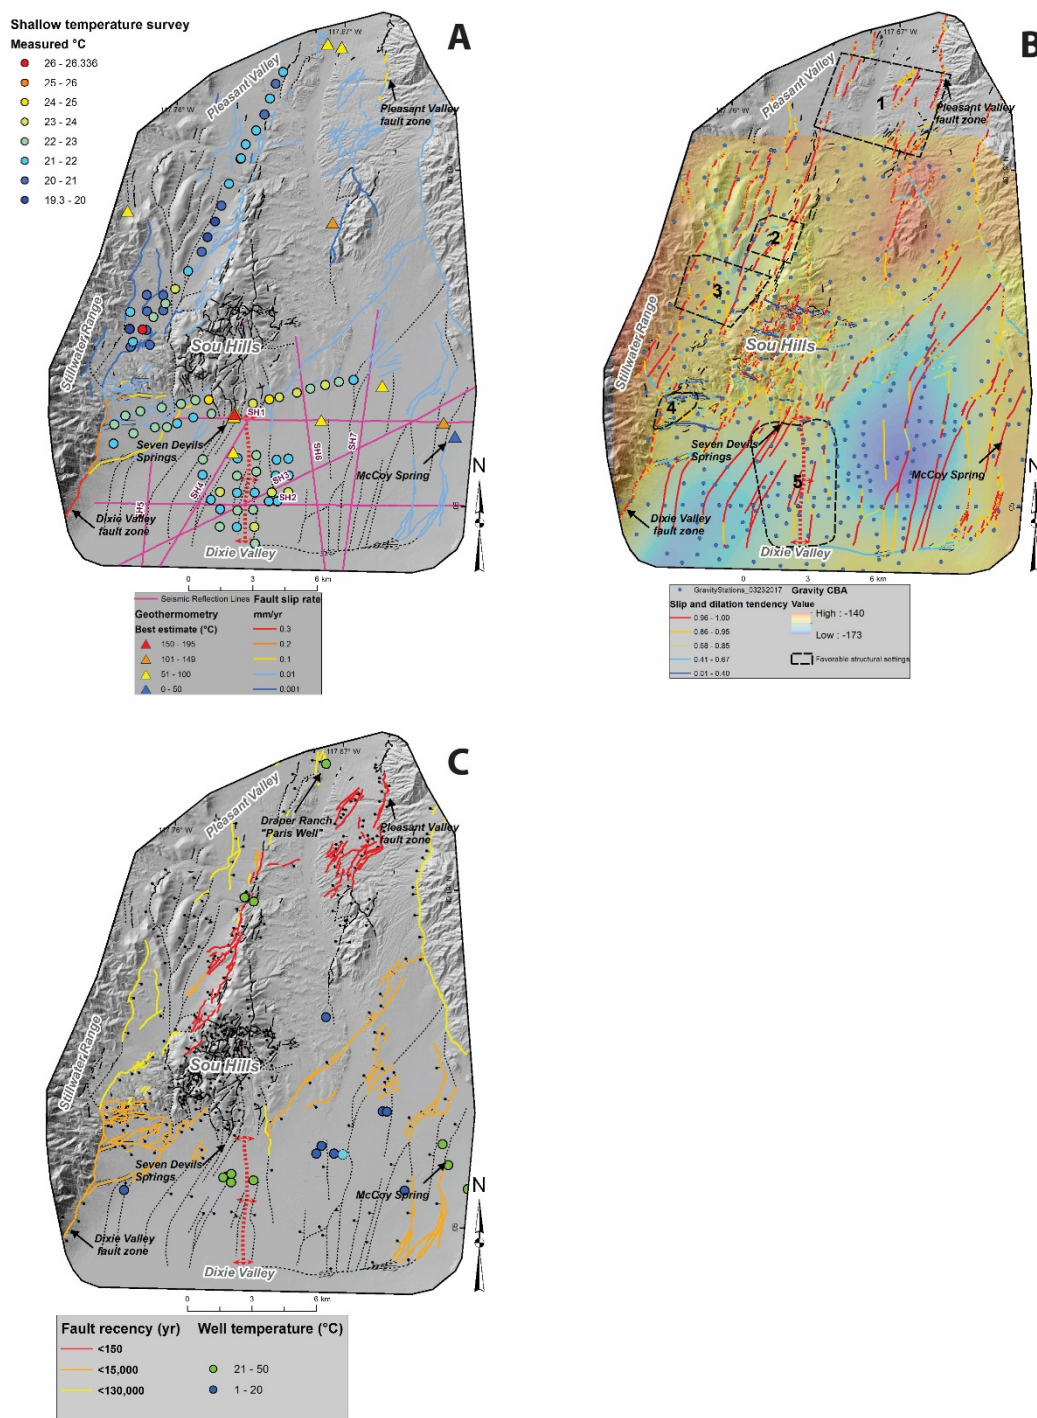 Shallow temperature survey
Measured °C
26 - 26.336
25 - 26
24 - 25
23 - 24
22 - 23
21 - 22
20 - 21
19.3 - 20
A
117.87° W
117.76° W
Pleasant Valley
Pleasant Valley
fault zone
Stillwater Range
Sou Hills
SH1
Seven Devils
Springs
SH6
SH7
McCoy Spring
SH4
SH3
SH2
SH5
Dixie Valley
fault zone
Dixie Valley
N
0 3 6 km
Seismic Reflection Lines
Geothermometry
Best estimate (°C)
150 - 195
101 - 149
51 - 100
0 - 50
Fault slip rate
mm/yr
0.3
0.2
0.1
0.01
0.001
B
117.87° W
117.76° W
Pleasant Valley
1
Pleasant Valley
fault zone
2
3
Stillwater Range
Sou Hills
4
Seven Devils
Springs
McCoy Spring
5
Dixie Valley
fault zone
Dixie Valley
N
0 3 6 km
GravityStations_03232017
Slip and dilation tendency
0.96 - 1.00
0.86 - 0.95
0.68 - 0.85
0.41 - 0.67
0.01 - 0.40
Gravity CBA
Value
High : -140
Low : -173
Favorable structural settings
C
117.87° W
117.76° W
Pleasant Valley
Draper Ranch
"Paris Well"
Pleasant Valley
fault zone
Stillwater Range
Sou Hills
Seven Devils
Springs
McCoy Spring
Dixie Valley
fault zone
Dixie Valley
N
0 3 6 km
Fault recency (yr)
<150
<15,000
<130,000
Well temperature (°C)
21 - 50
1 - 20